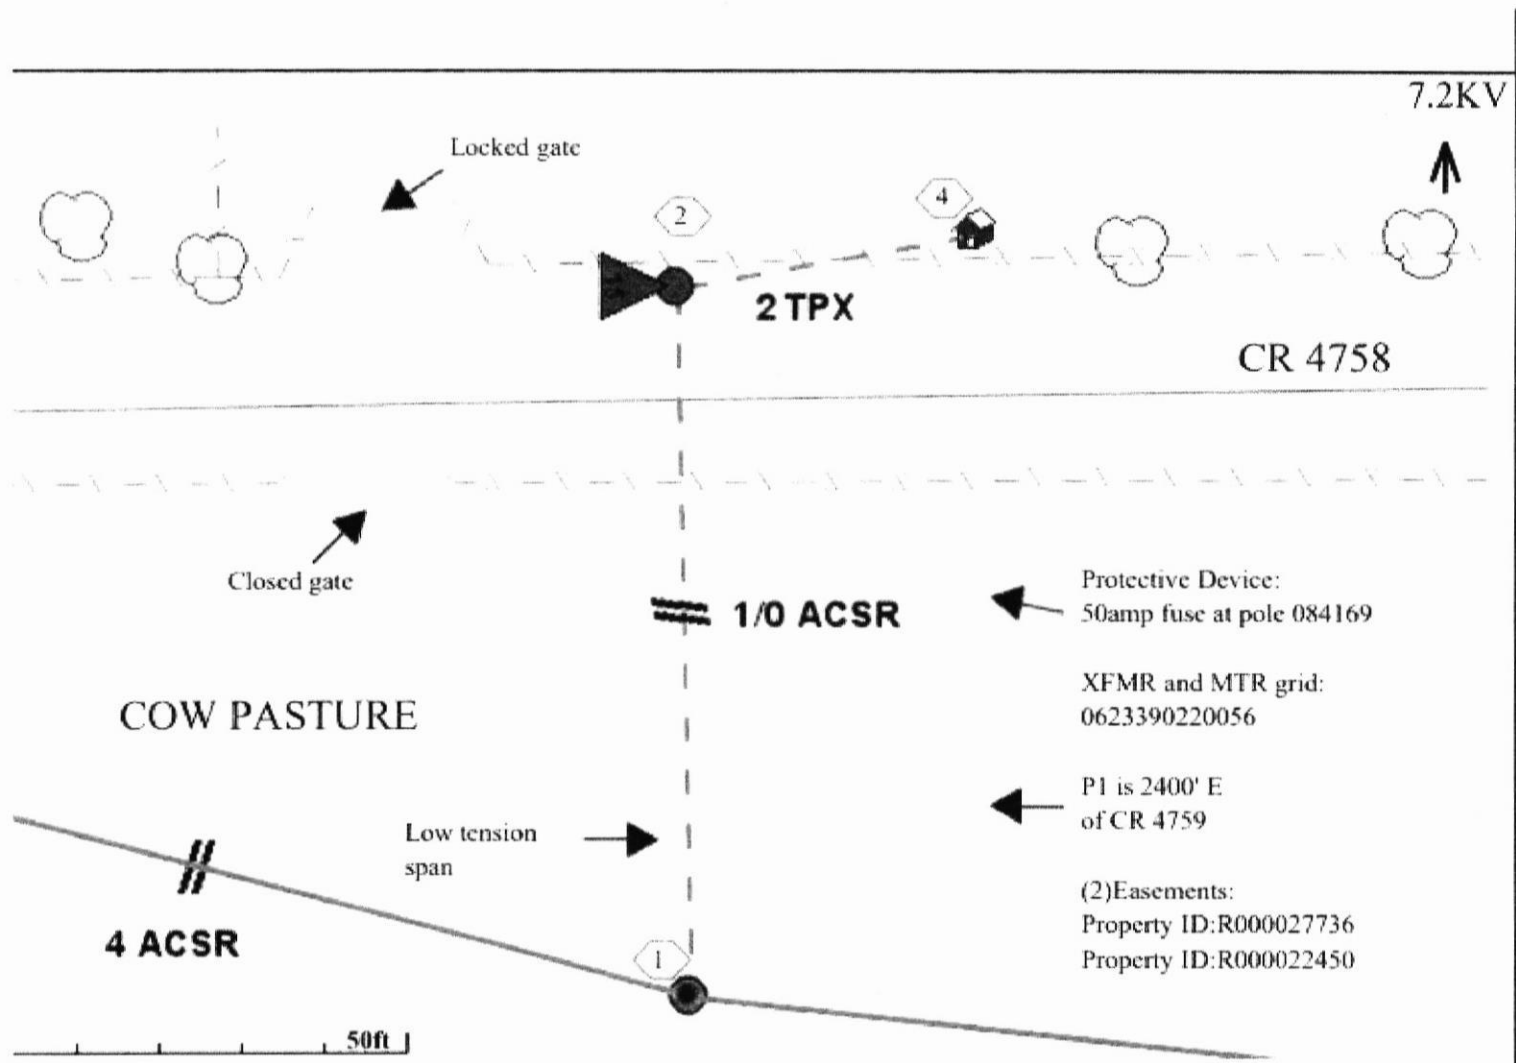 7.2KV
Locked gate
2
4
2 TPX
CR 4758
Closed gate
1/0 ACSR
Protective Device:
50amp fuse at pole 084169
COW PASTURE
XFMR and MTR grid:
0623390220056
P1 is 2400' E
of CR 4759
Low tension
span
(2)Easements:
Property ID:R000027736
Property ID:R000022450
4 ACSR
1
50ft